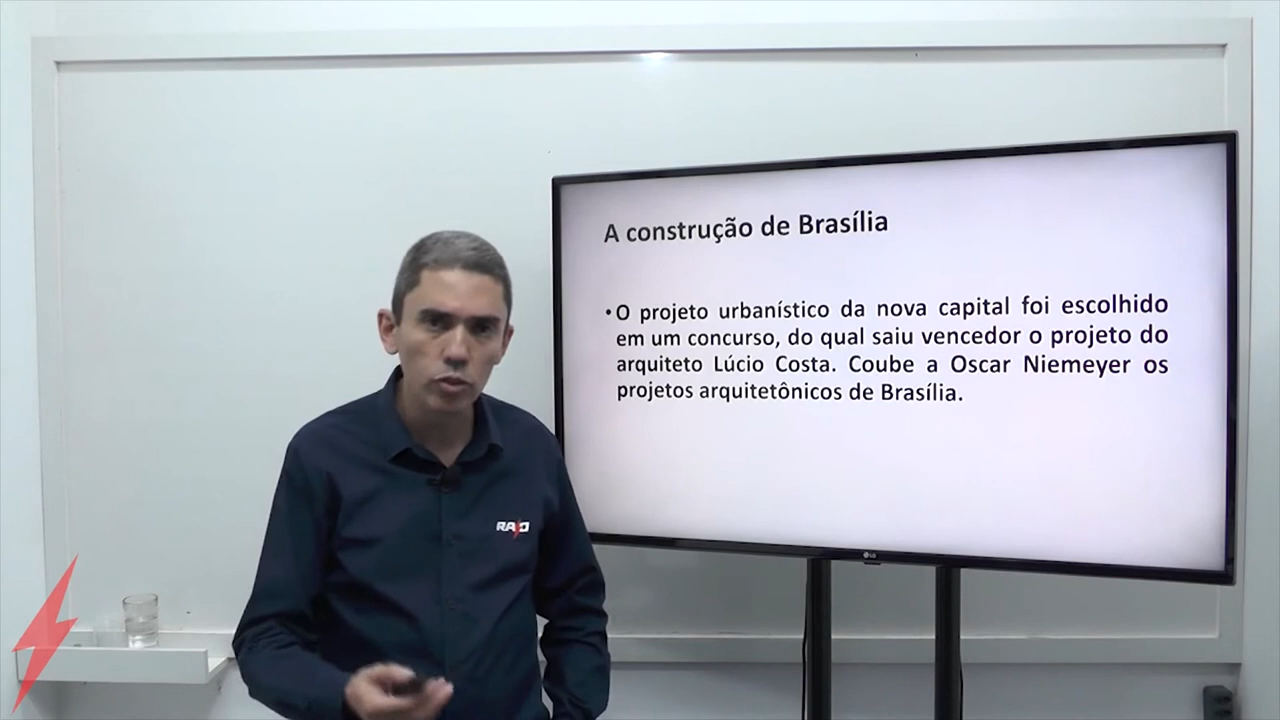 A construção de Brasília
• O projeto urbanístico da nova capital foi escolhido
em um concurso, do qual saiu vencedor o projeto do
arquiteto Lúcio Costa. Coube a Oscar Niemeyer os
projetos arquitetônicos de Brasília.
RAIO
LG